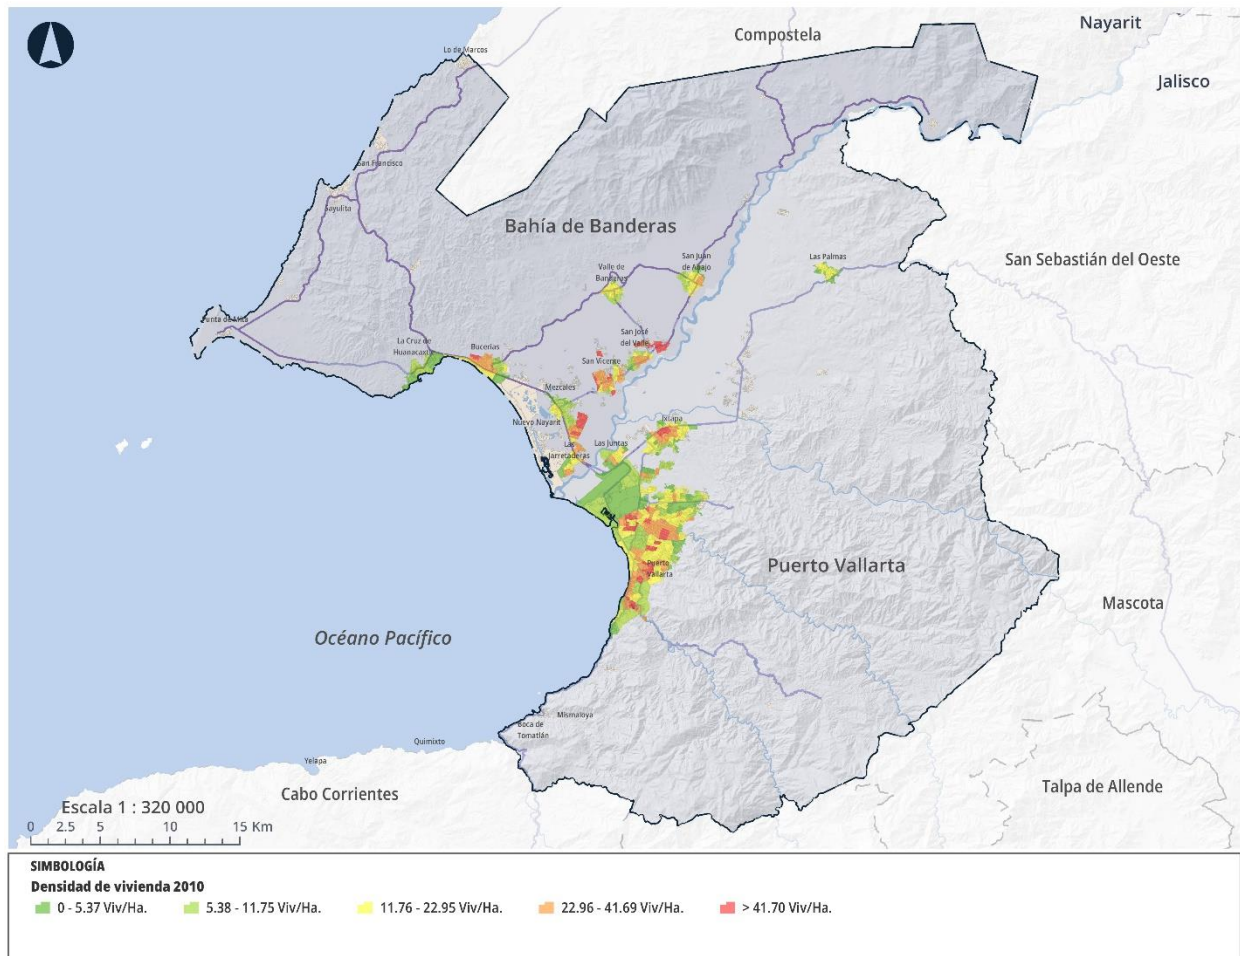 Nayarit
Compostela
Lo de Marcos
Jalisco
San Francisco
Sayulita
Bahía de Banderas
San Juan
de Abajo
Las Palmas
San Sebastián del Oeste
Valle de
Banderas
Punta de Mita
San José
del Valle
La Cruz de
Huanacaxtle
Bucerías
San Vicente
Mezcales
Nuevo Nayarit
Ixtapa
Las Juntas
Las
Jarretaderas
Puerto
Vallarta
Puerto Vallarta
Mascota
Océano Pacífico
Mismaloya
Boca de
Tomatlán
Quimixto
Yelapa
Cabo Corrientes
Talpa de Allende
Escala 1 : 320 000
0 2.5 5 10 15 Km
SIMBOLOGÍA
Densidad de vivienda 2010
0 - 5.37 Viv/Ha. 5.38 - 11.75 Viv/Ha. 11.76 - 22.95 Viv/Ha. 22.96 - 41.69 Viv/Ha. > 41.70 Viv/Ha.